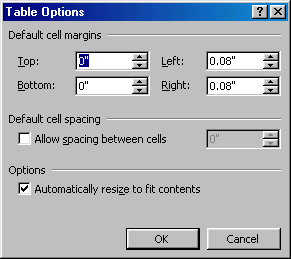 Table Options
Default cell margins
Top: 0" Left: 0.08"
Bottom: 0" Right: 0.08"
Default cell spacing
Allow spacing between cells 0"
Options
Automatically resize to fit contents
OK Cancel